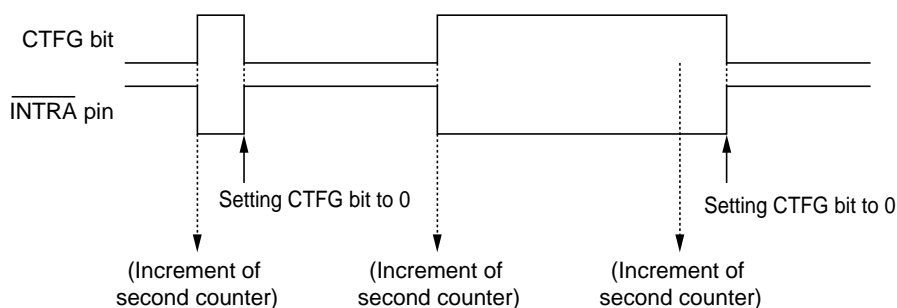 CTFG bit
INTRA pin
Setting CTFG bit to 0
Setting CTFG bit to 0
(Increment of
second counter)
(Increment of
second counter)
(Increment of
second counter)